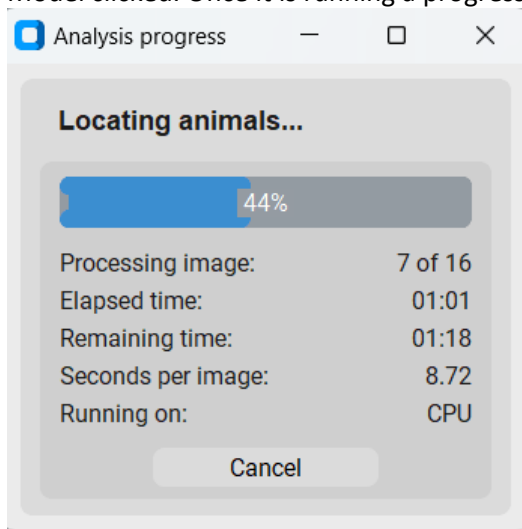 Analysis progress
Locating animals...
44%
Processing image: 7 of 16
Elapsed time: 01:01
Remaining time: 01:18
Seconds per image: 8.72
Running on: CPU
Cancel